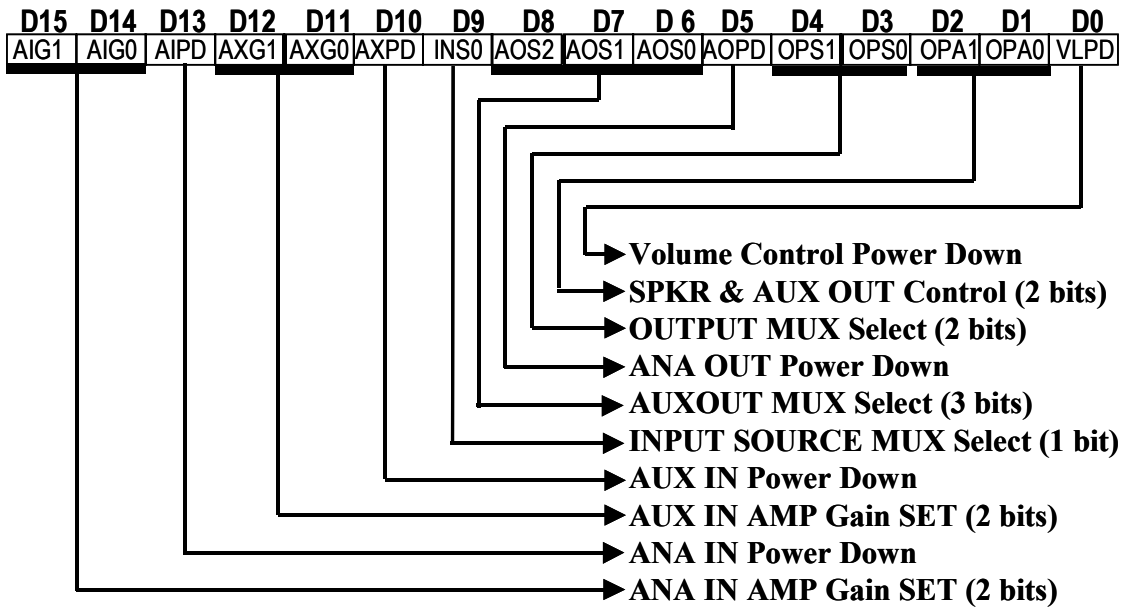 D15 D14 D13 D12 D11 D10 D9 D8 D7 D 6 D5 D4 D3 D2 D1 D0
AIG1 AIG0 AIPD AXG1 AXG0 AXPD INS0 AOS2 AOS1 AOS0 AOPD OPS1 OPS0 OPA1 OPA0 VLPD
Volume Control Power Down
SPKR & AUX OUT Control (2 bits)
OUTPUT MUX Select (2 bits)
ANA OUT Power Down
AUXOUT MUX Select (3 bits)
INPUT SOURCE MUX Select (1 bit)
AUX IN Power Down
AUX IN AMP Gain SET (2 bits)
ANA IN Power Down
ANA IN AMP Gain SET (2 bits)